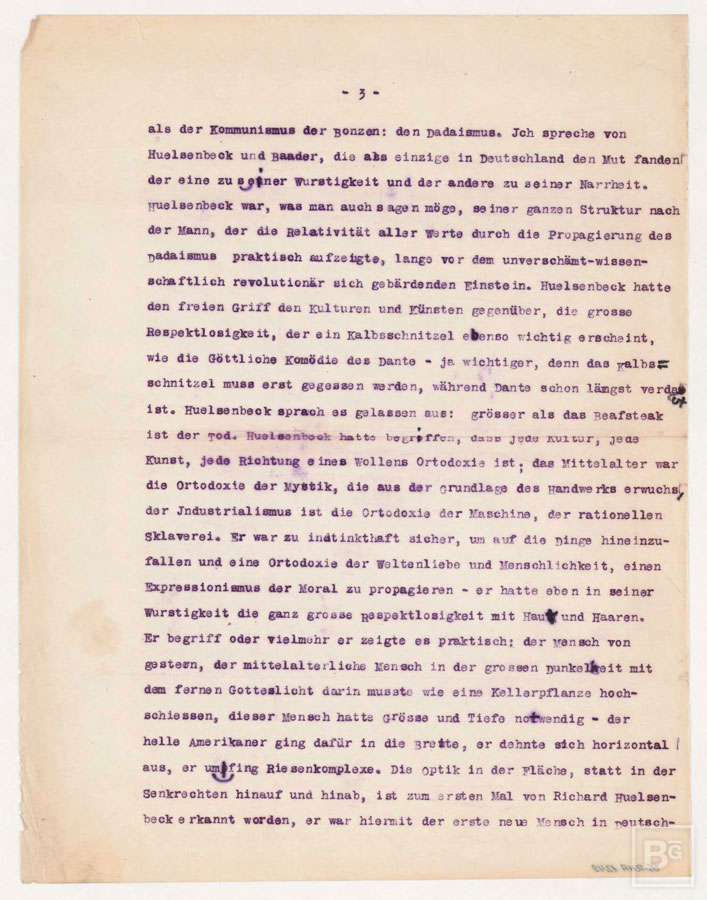 - 3 -
als der Kommunismus der Bonzen: den Dadaismus. Jch spreche von
Huelsenbeck und Baader, die als einzige in Deutschland den Mut fanden
der eine zu seiner Wurstigkeit und der andere zu seiner Narrheit.
Huelsenbeck war, was man auch sagen möge, seiner ganzen Struktur nach
der Mann, der die Relativität aller Werte durch die Propagierung des
Dadaismus praktisch aufzeigte, lange vor dem unverschämt-wissen-
schaftlich revolutionär sich gebärdenden Einstein. Huelsenbeck hatte
den freien Griff den Kulturen und Künsten gegenüber, die grosse
Respektlosigkeit, der ein Kalbsschnitzel ebenso wichtig erscheint,
wie die Göttliche Komödie des Dante - ja wichtiger, denn das Kalbs=
schnitzel muss erst gegessen werden, während Dante schon längst verdaut
ist. Huelsenbeck sprach es gelassen aus: grösser als das Beafsteak
ist der Tod. Huelsenbeck hatte begriffen, dass jede Kultur, jede
Kunst, jede Richtung eines Wollens Ortodoxie ist; das Mittelalter war
die Ortodoxie der Mystik, die aus der Grundlage des Handwerks erwuchs,
der Jndustrialismus ist die Ortodoxie der Maschine, der rationellen
Sklaverei. Er war zu indtinkthaft sicher, um auf die Dinge hineinzu-
fallen und eine Ortodoxie der Weltenliebe und Menschlichkeit, einen
Expressionismus der Moral zu propagieren - er hatte eben in seiner
Wurstigkeit die ganz grosse Respektlosigkeit mit Haut und Haaren.
Er begriff oder vielmehr er zeigte es praktisch: der Mensch von
gestern, der mittelalterliche Mensch in der grossen Dunkelheit mit
dem fernen Gotteslicht darin musste wie eine Kellerpflanze hoch-
schiessen, dieser Mensch hatte Grösse und Tiefe notwendig - der
helle Amerikaner ging dafür in die Breite, er dehnte sich horizontal
aus, er umfing Riesenkomplexe. Die Optik in der Fläche, statt in der
Senkrechten hinauf und hinab, ist zum ersten Mal von Richard Huelsen-
beck erkannt worden, er war hiermit der erste neue Mensch in Deutsch-
BG